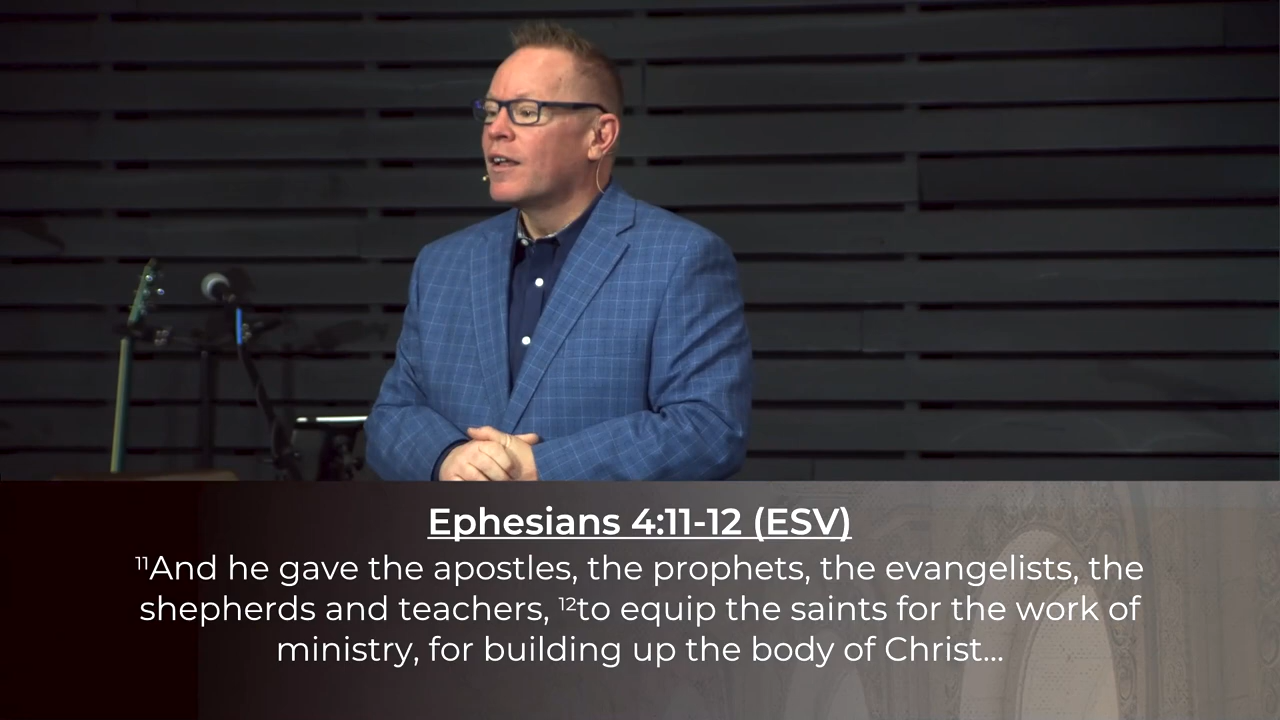 Ephesians 4:11-12 (ESV)
¹¹And he gave the apostles, the prophets, the evangelists, the
shepherds and teachers, ¹²to equip the saints for the work of
ministry, for building up the body of Christ...